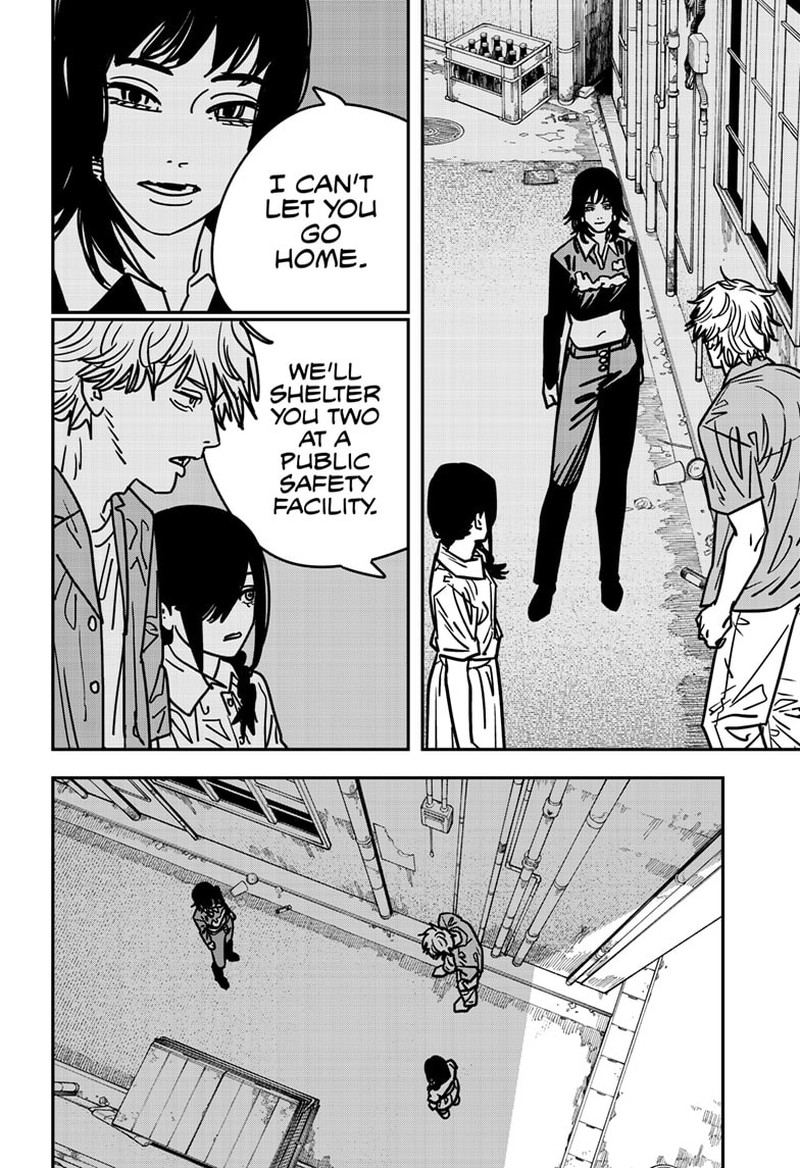 I CAN'T
LET YOU
GO
HOME.
WE'LL
SHELTER
YOU TWO
AT A
PUBLIC
SAFETY
FACILITY.